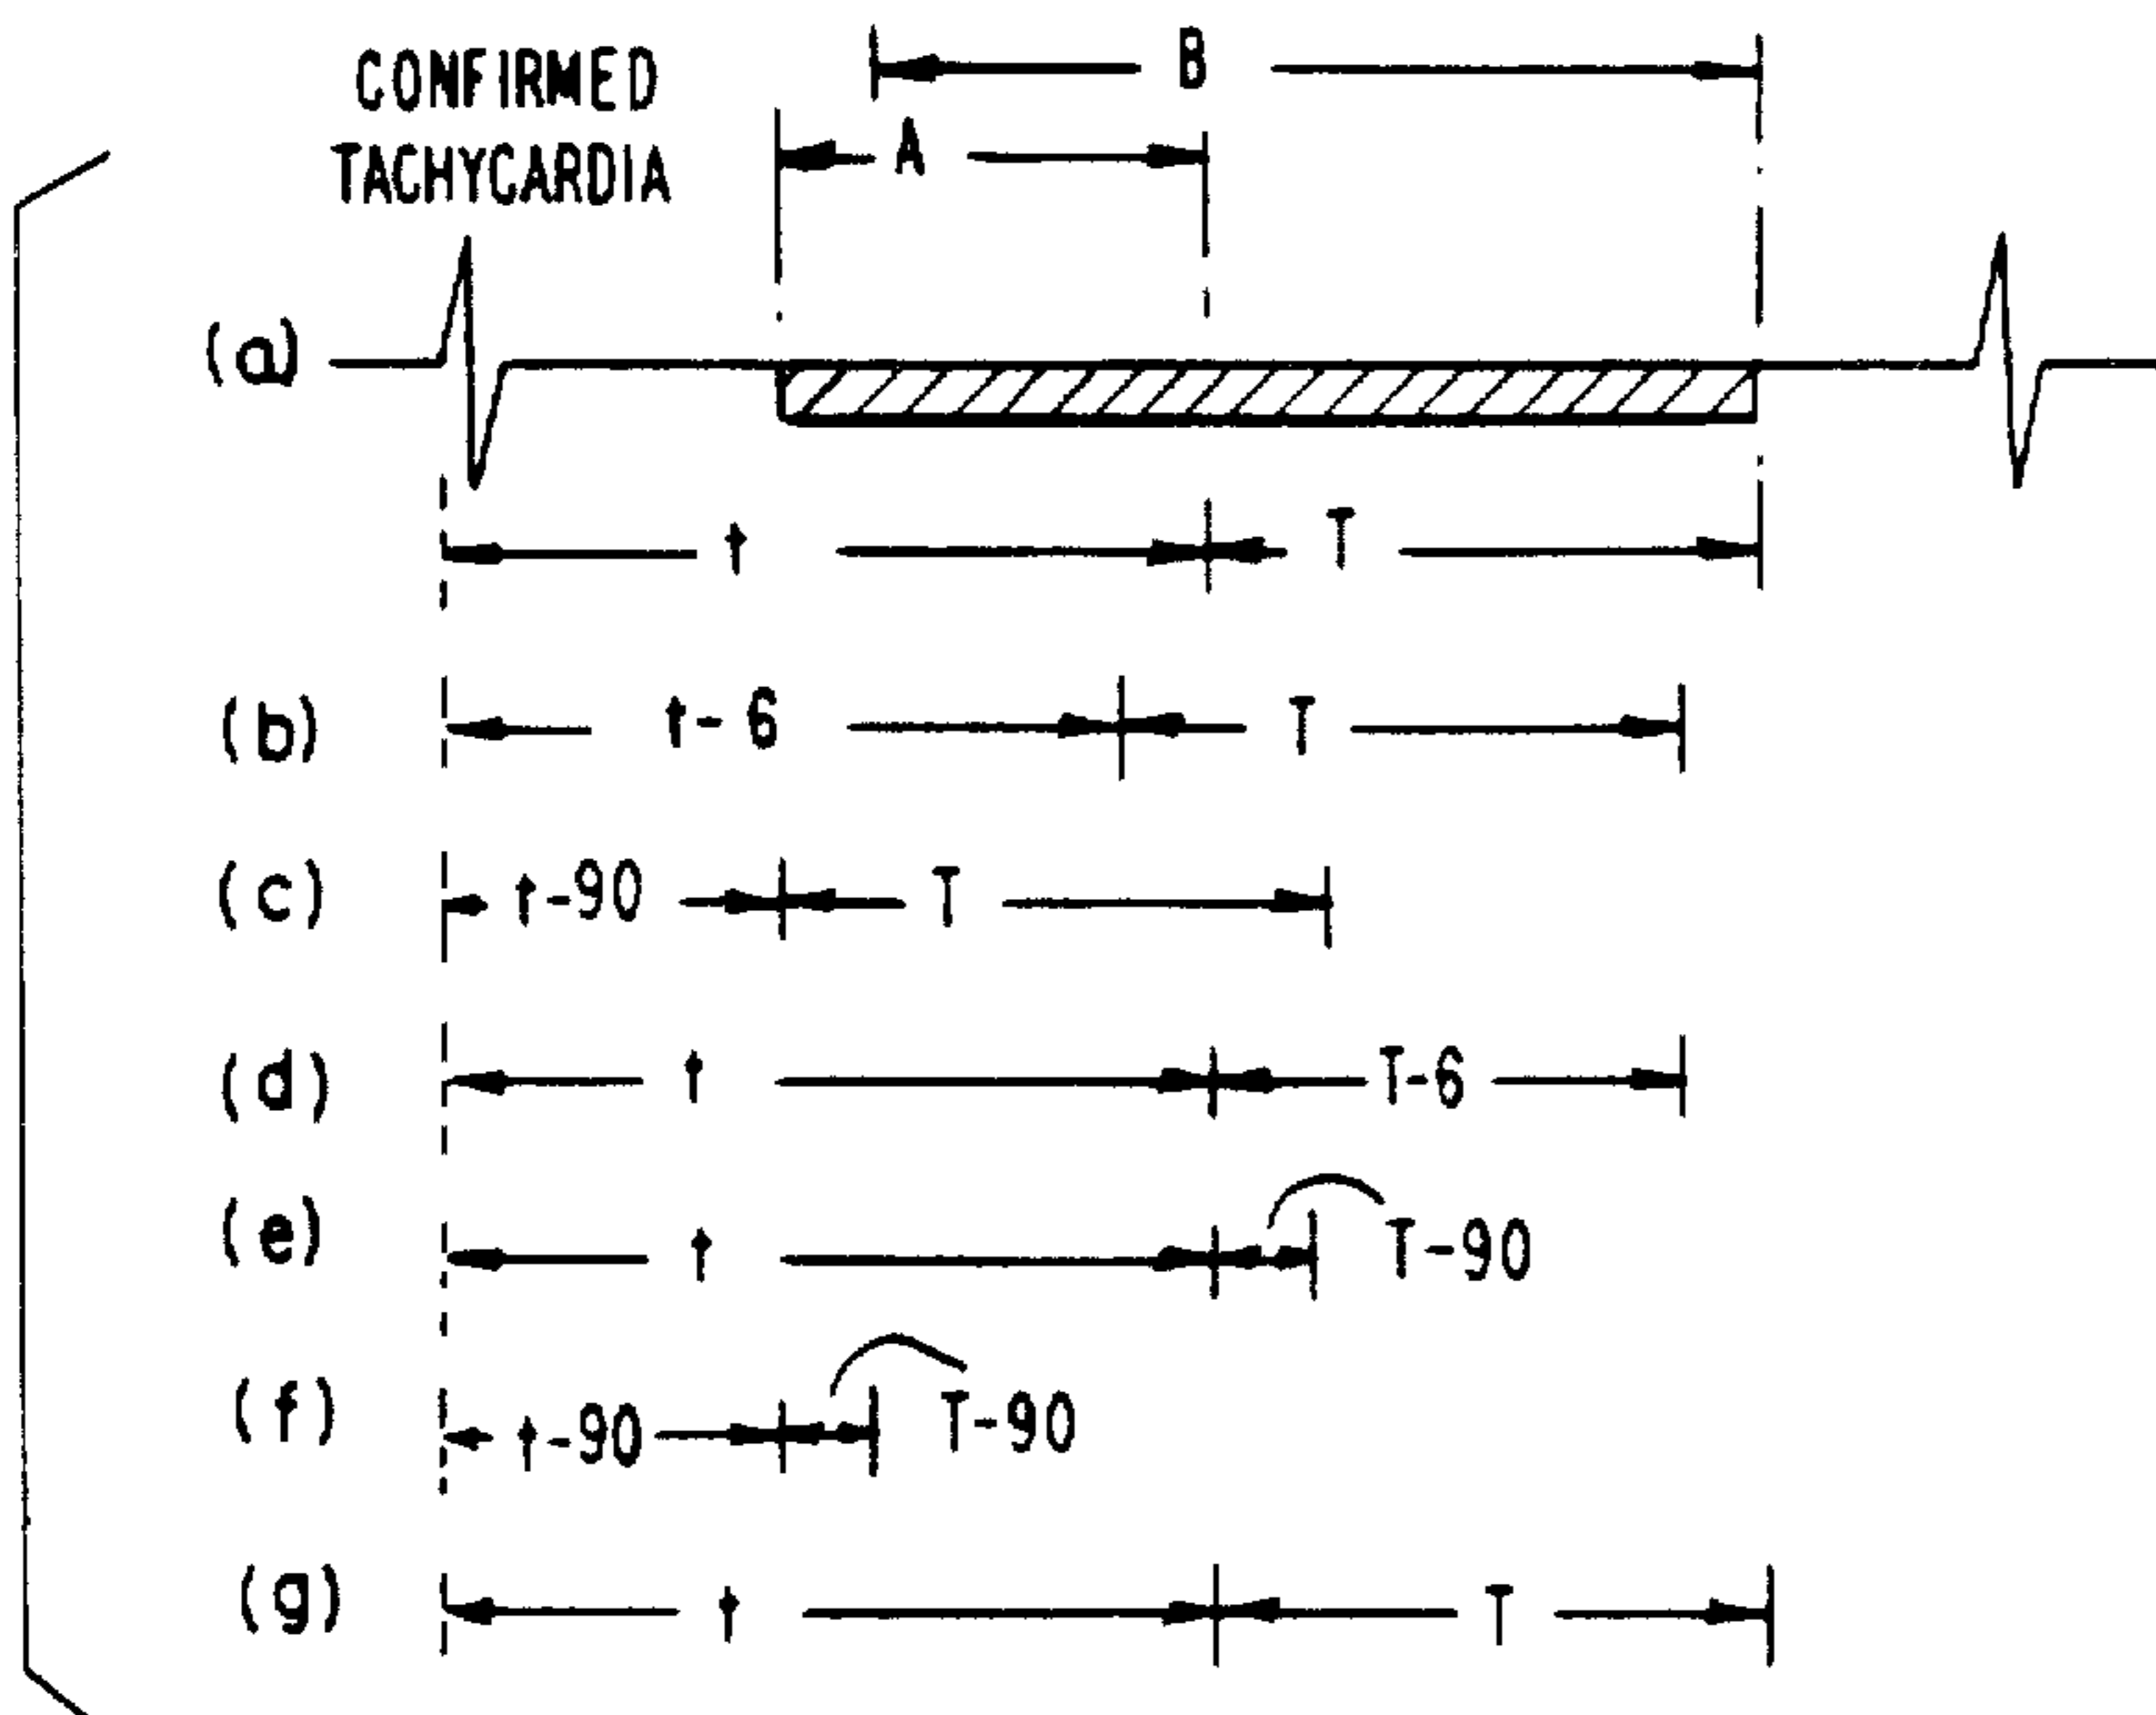 CONFIRMED
TACHYCARDIA
B
A
(a)
t T
(b) t-6 T
(c) t-90 T
(d) t T-6
(e) t T-90
(f) t-90 T-90
(g) t T